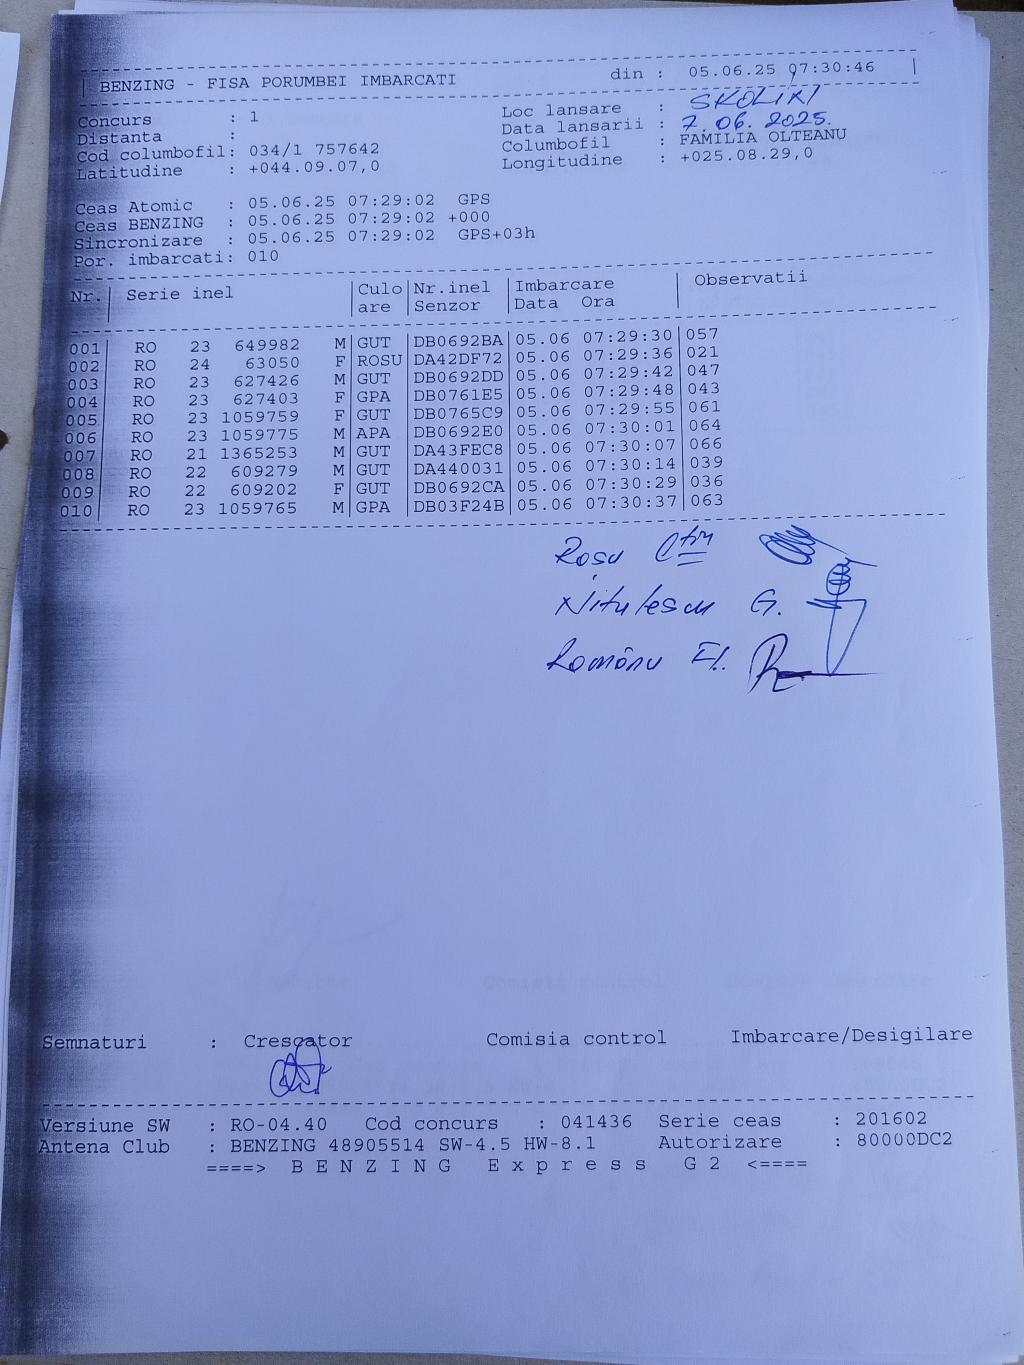 BENZING - FISA PORUMBEI IMBARCATI din : 05.06.25 07:30:46
Concurs : 1 Loc lansare : SKOLIKI
Distanta : Data lansarii : 7.06.2025.
Cod columbofil: 034/1 757642 Columbofil : FAMILIA OLTEANU
Latitudine : +044.09.07,0 Longitudine : +025.08.29,0
Ceas Atomic : 05.06.25 07:29:02 GPS
Ceas BENZING : 05.06.25 07:29:02 +000
Sincronizare : 05.06.25 07:29:02 GPS+03h
Por. imbarcati: 010
Nr. Serie inel Culo Nr.inel Imbarcare Observatii
are Senzor Data Ora
001 RO 23 649982 M GUT DB0692BA 05.06 07:29:30 057
002 RO 24 63050 F ROSU DA42DF72 05.06 07:29:36 021
003 RO 23 627426 M GUT DB0692DD 05.06 07:29:42 047
004 RO 23 627403 F GPA DB0761E5 05.06 07:29:48 043
005 RO 23 1059759 F GUT DB0765C9 05.06 07:29:55 061
006 RO 23 1059775 M APA DB0692E0 05.06 07:30:01 064
007 RO 21 1365253 M GUT DA43FEC8 05.06 07:30:07 066
008 RO 22 609279 M GUT DA440031 05.06 07:30:14 039
009 RO 22 609202 F GUT DB0692CA 05.06 07:30:29 036
010 RO 23 1059765 M GPA DB03F24B 05.06 07:30:37 063
Roșu Ctin
Nitulescu G.
Românu Fl.
Semnaturi : Crescator Comisia control Imbarcare/Desigilare
Versiune SW : RO-04.40 Cod concurs : 041436 Serie ceas : 201602
Antena Club : BENZING 48905514 SW-4.5 HW-8.1 Autorizare : 80000DC2
====> B E N Z I N G E x p r e s s G 2 <====